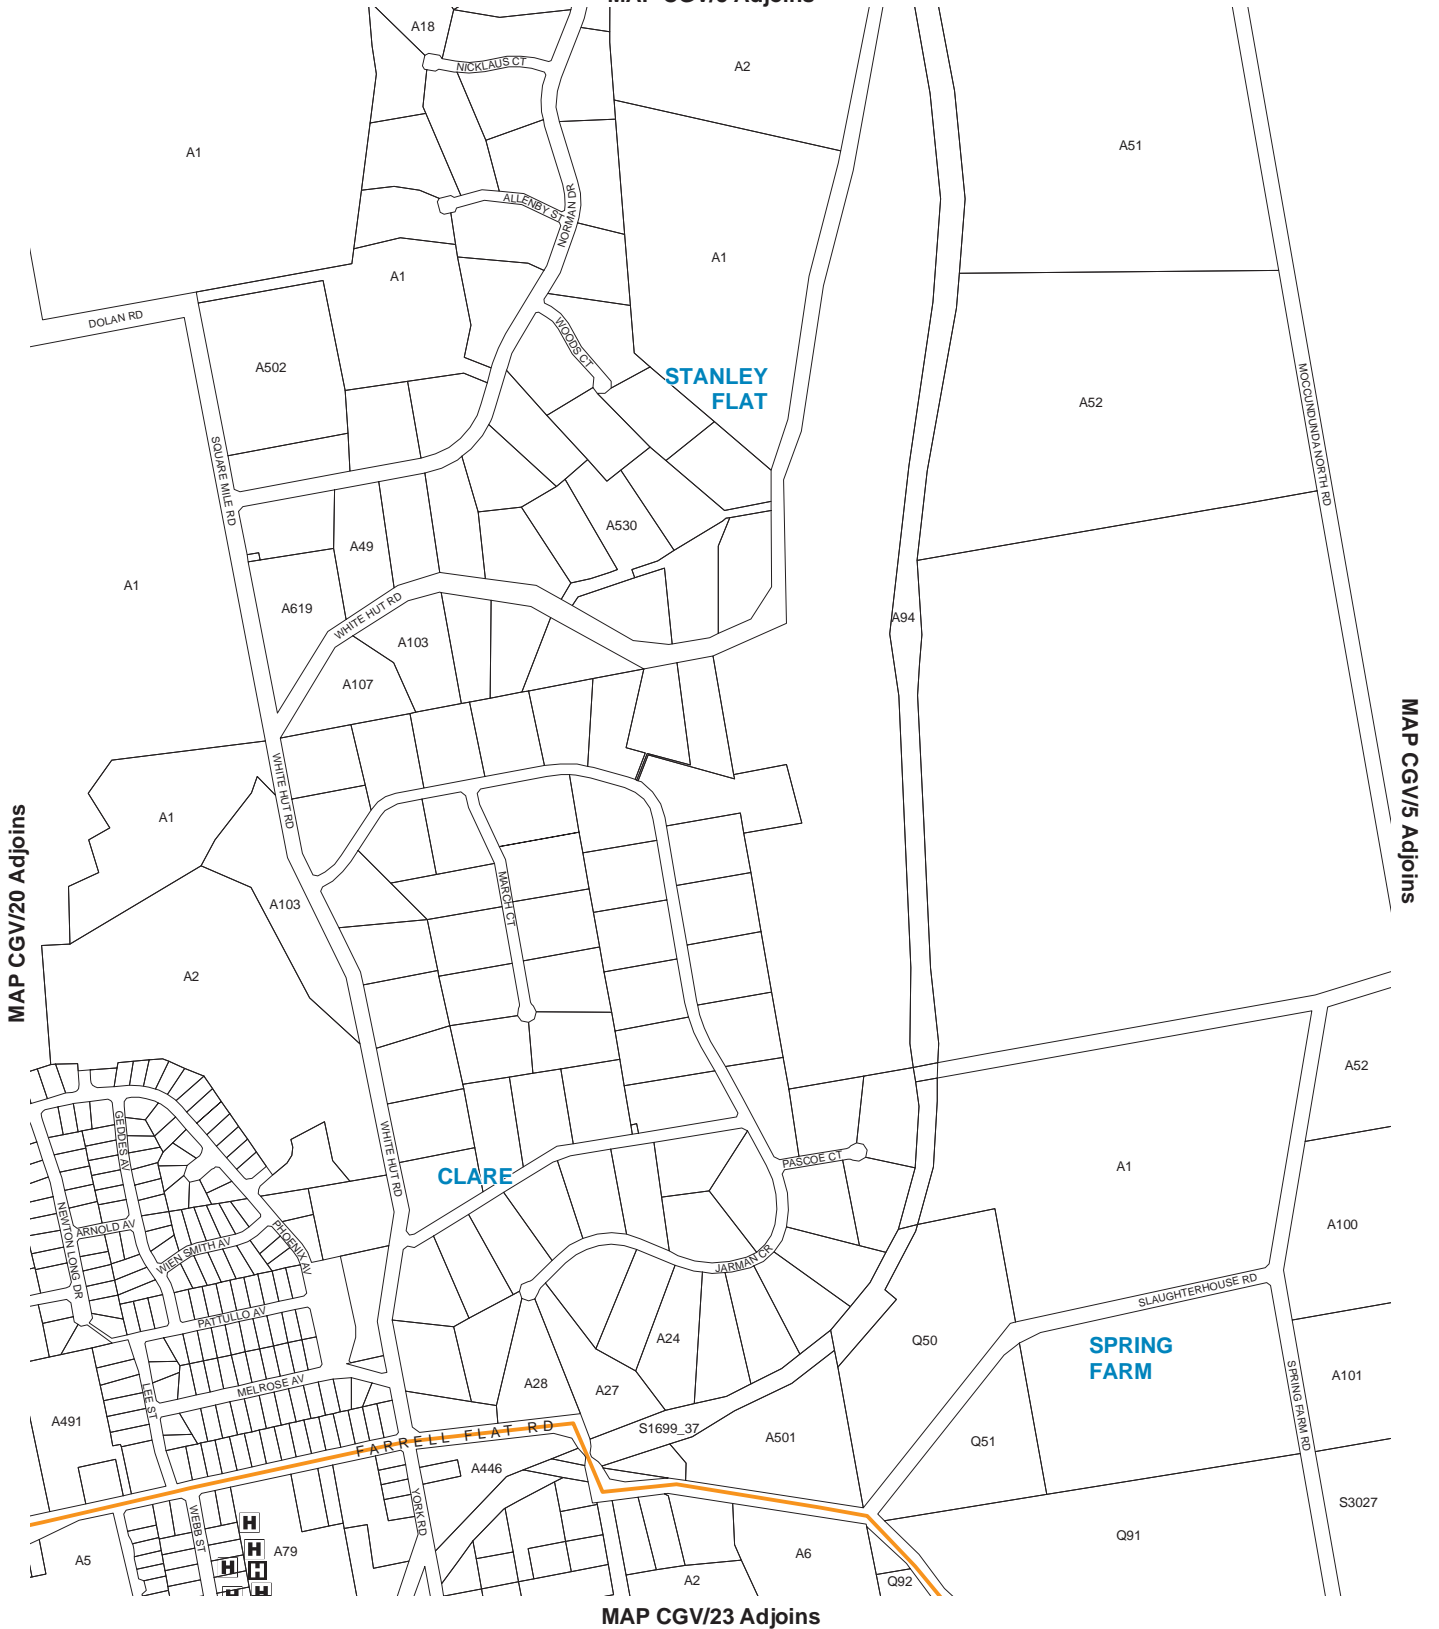 A18
NICKLAUS CT
A2
A1
A51
ALLENBY ST
NORMAN DR
A1
A1
DOLAN RD
WOODS CT
A502
STANLEY
FLAT
A52
MOCCUNDUNDA NORTH RD
SQUARE MILE RD
A530
A49
A1
A619
WHITE HUT RD
A103
A94
A107
WHITE HUT RD
MAP CGV/5 Adjoins
A1
MAP CGV/20 Adjoins
MARCH CT
A103
A2
A52
GEDDES AV
WHITE HUT RD
PASCOE CT
CLARE
A1
NEWTON LONG DR
ARNOLD AV
WIEN SMITH AV
PHOENIX AV
A100
JARMAN CR
SLAUGHTERHOUSE RD
PATTULLO AV
A24
Q50
SPRING
FARM
A28
A27
MELROSE AV
LEE ST
A101
SPRING FARM RD
A491
FARRELL FLAT RD
S1699_37
A501
Q51
A446
YORK RD
S3027
WEBB ST
H
H
H
H
H
H
A79
A5
Q91
A6
A2
Q92
MAP CGV/23 Adjoins